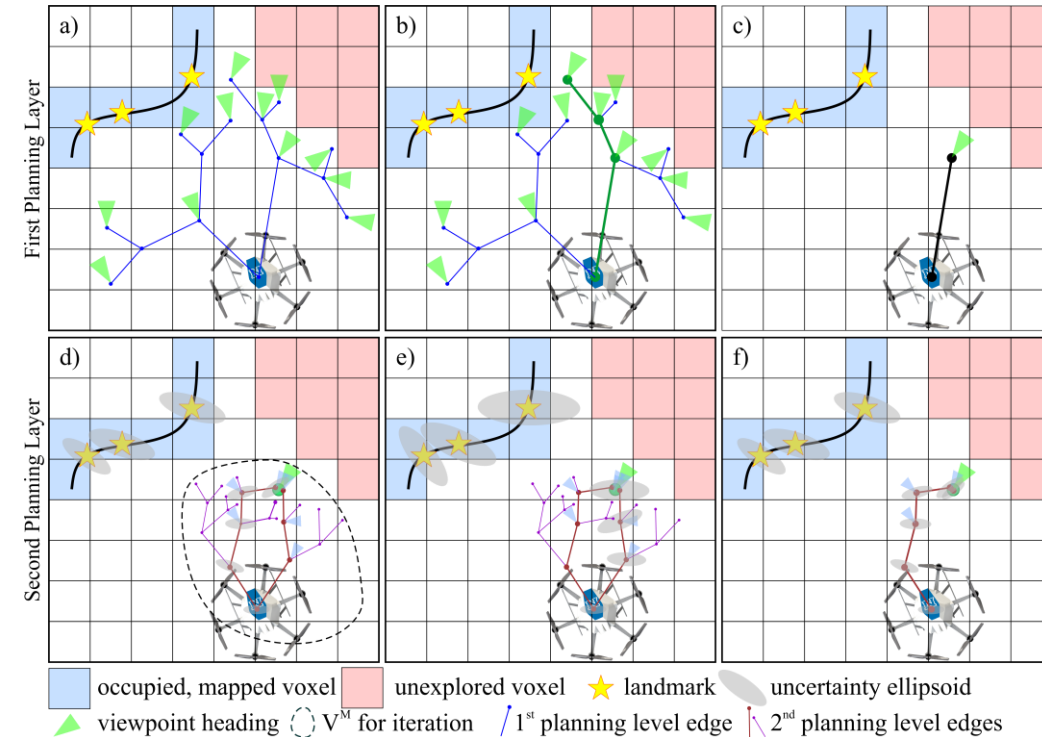 a)
b)
c)
First Planning Layer
d)
e)
f)
Second Planning Layer
occupied, mapped voxel
unexplored voxel
landmark
uncertainty ellipsoid
viewpoint heading
Vᴹ for iteration
1ˢᵗ planning level edge
2ⁿᵈ planning level edges